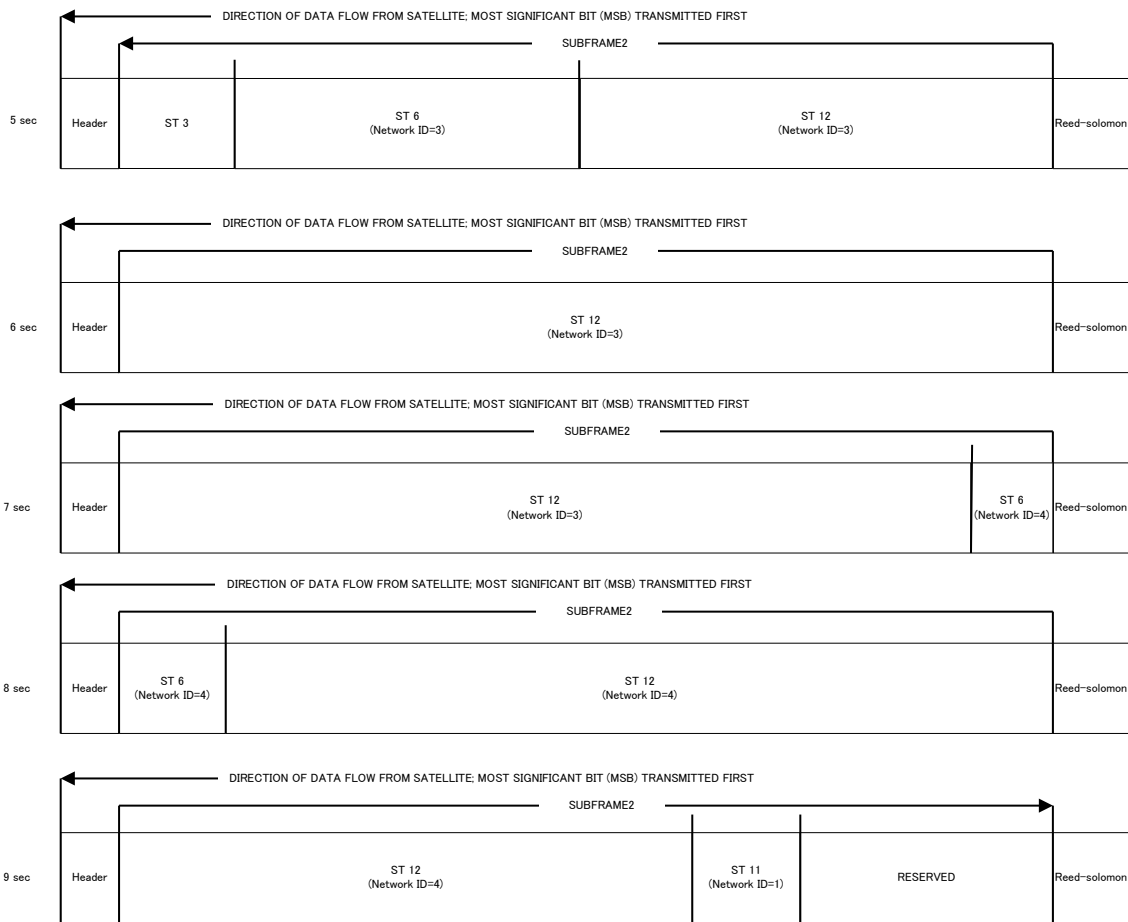 DIRECTION OF DATA FLOW FROM SATELLITE; MOST SIGNIFICANT BIT (MSB) TRANSMITTED FIRST
SUBFRAME2
5 sec
Header
ST 3
ST 6
(Network ID=3)
ST 12
(Network ID=3)
Reed-solomon
DIRECTION OF DATA FLOW FROM SATELLITE; MOST SIGNIFICANT BIT (MSB) TRANSMITTED FIRST
SUBFRAME2
6 sec
Header
ST 12
(Network ID=3)
Reed-solomon
DIRECTION OF DATA FLOW FROM SATELLITE; MOST SIGNIFICANT BIT (MSB) TRANSMITTED FIRST
SUBFRAME2
7 sec
Header
ST 12
(Network ID=3)
ST 6
(Network ID=4)
Reed-solomon
DIRECTION OF DATA FLOW FROM SATELLITE; MOST SIGNIFICANT BIT (MSB) TRANSMITTED FIRST
SUBFRAME2
8 sec
Header
ST 6
(Network ID=4)
ST 12
(Network ID=4)
Reed-solomon
DIRECTION OF DATA FLOW FROM SATELLITE; MOST SIGNIFICANT BIT (MSB) TRANSMITTED FIRST
SUBFRAME2
9 sec
Header
ST 12
(Network ID=4)
ST 11
(Network ID=1)
RESERVED
Reed-solomon